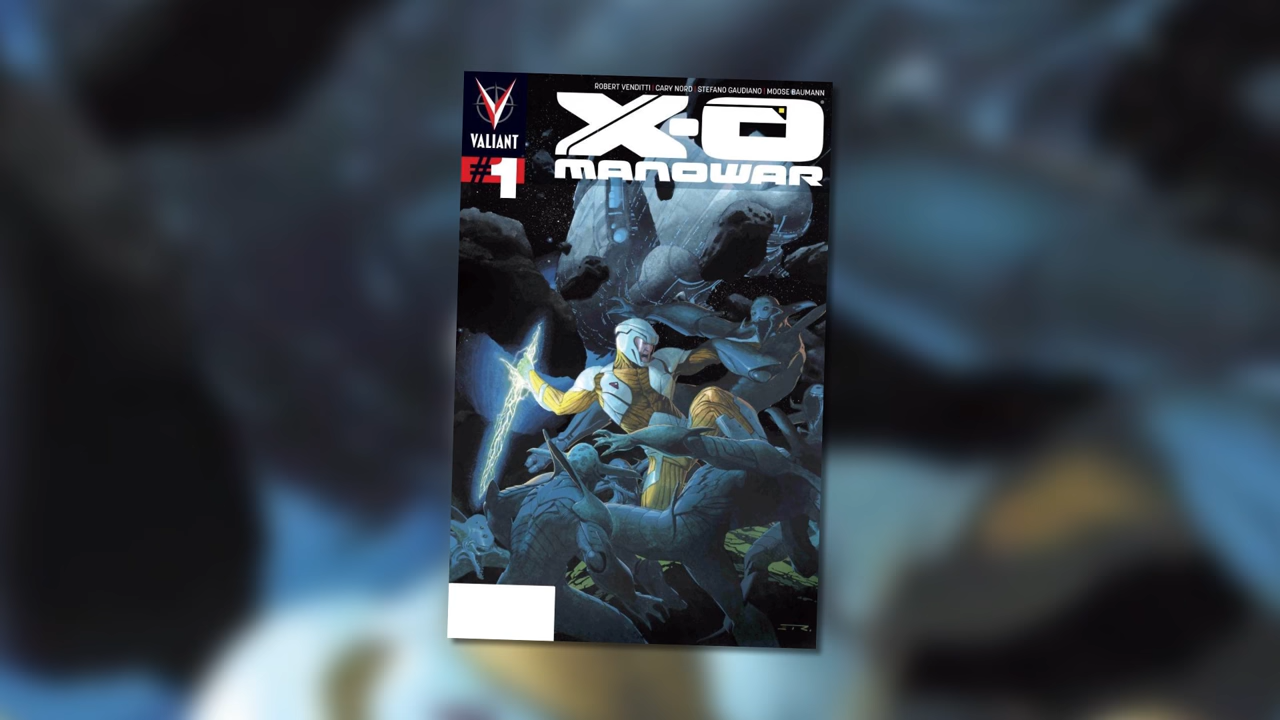 ROBERT VENDITTI | CARY NORD | STEFANO GAUDIANO | MOOSE BAUMANN
X-O
MANOWAR
VALIANT
#1